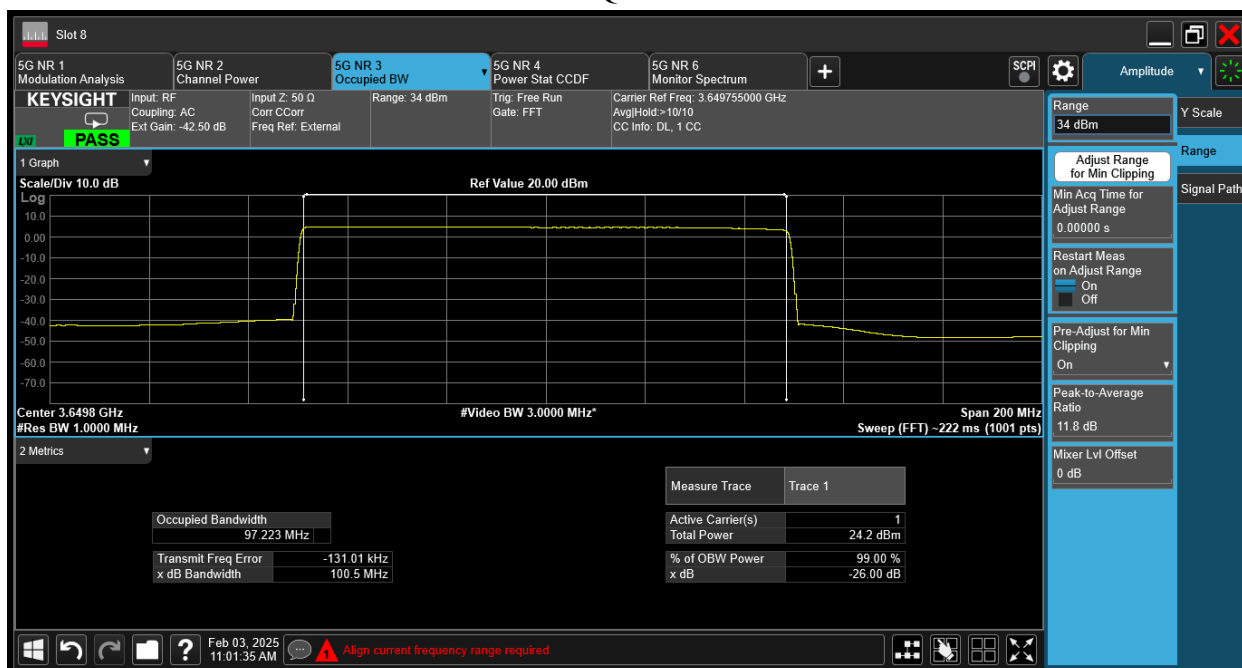 Q
Slot 8
5G NR 1
Modulation Analysis
5G NR 2
Channel Power
5G NR 3
Occupied BW
5G NR 4
Power Stat CCDF
5G NR 6
Monitor Spectrum
+
SCPI
Amplitude
KEYSIGHT
LXI
PASS
Input: RF
Coupling: AC
Ext Gain: -42.50 dB
Input Z: 50 Ω
Corr CCorr
Freq Ref: External
Range: 34 dBm
Trig: Free Run
Gate: FFT
Carrier Ref Freq: 3.649755000 GHz
Avg|Hold:>10/10
CC Info: DL, 1 CC
1 Graph
Scale/Div 10.0 dB
Ref Value 20.00 dBm
Log
10.0
0.00
-10.0
-20.0
-30.0
-40.0
-50.0
-60.0
-70.0
Center 3.6498 GHz
#Video BW 3.0000 MHz*
Span 200 MHz
#Res BW 1.0000 MHz
Sweep (FFT) ~222 ms (1001 pts)
2 Metrics
Measure Trace Trace 1
Occupied Bandwidth
97.223 MHz
Active Carrier(s) 1
Total Power 24.2 dBm
Transmit Freq Error -131.01 kHz
x dB Bandwidth 100.5 MHz
% of OBW Power 99.00 %
x dB -26.00 dB
Range
34 dBm
Adjust Range
for Min Clipping
Min Acq Time for
Adjust Range
0.00000 s
Restart Meas
on Adjust Range
On
Off
Pre-Adjust for Min
Clipping
On
Peak-to-Average
Ratio
11.8 dB
Mixer Lvl Offset
0 dB
Y Scale
Range
Signal Path
?
Feb 03, 2025
11:01:35 AM
1
Align current frequency range required